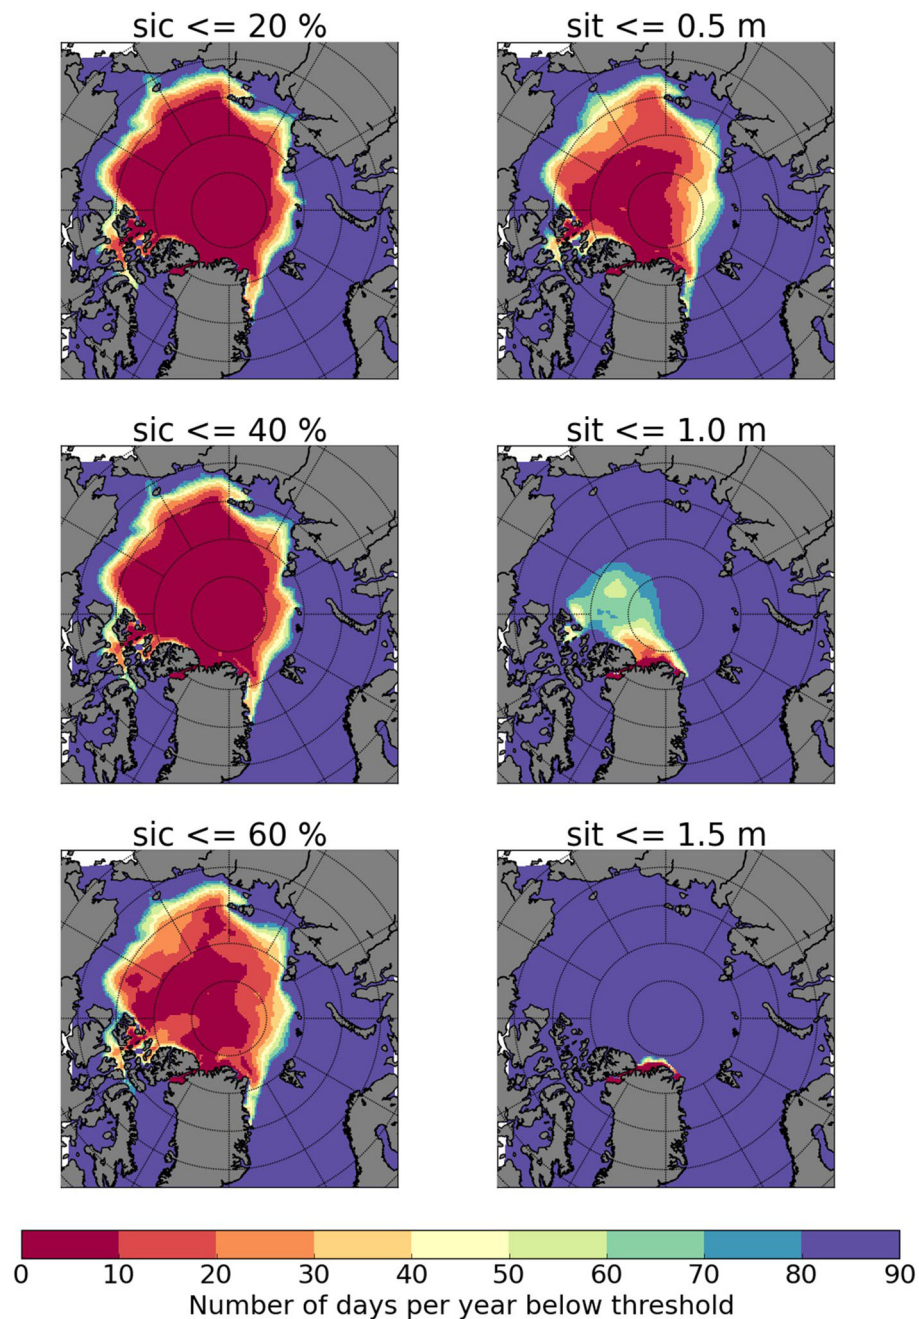 sic <= 20 %
sit <= 0.5 m
sic <= 40 %
sit <= 1.0 m
sic <= 60 %
sit <= 1.5 m
0 10 20 30 40 50 60 70 80 90
Number of days per year below threshold